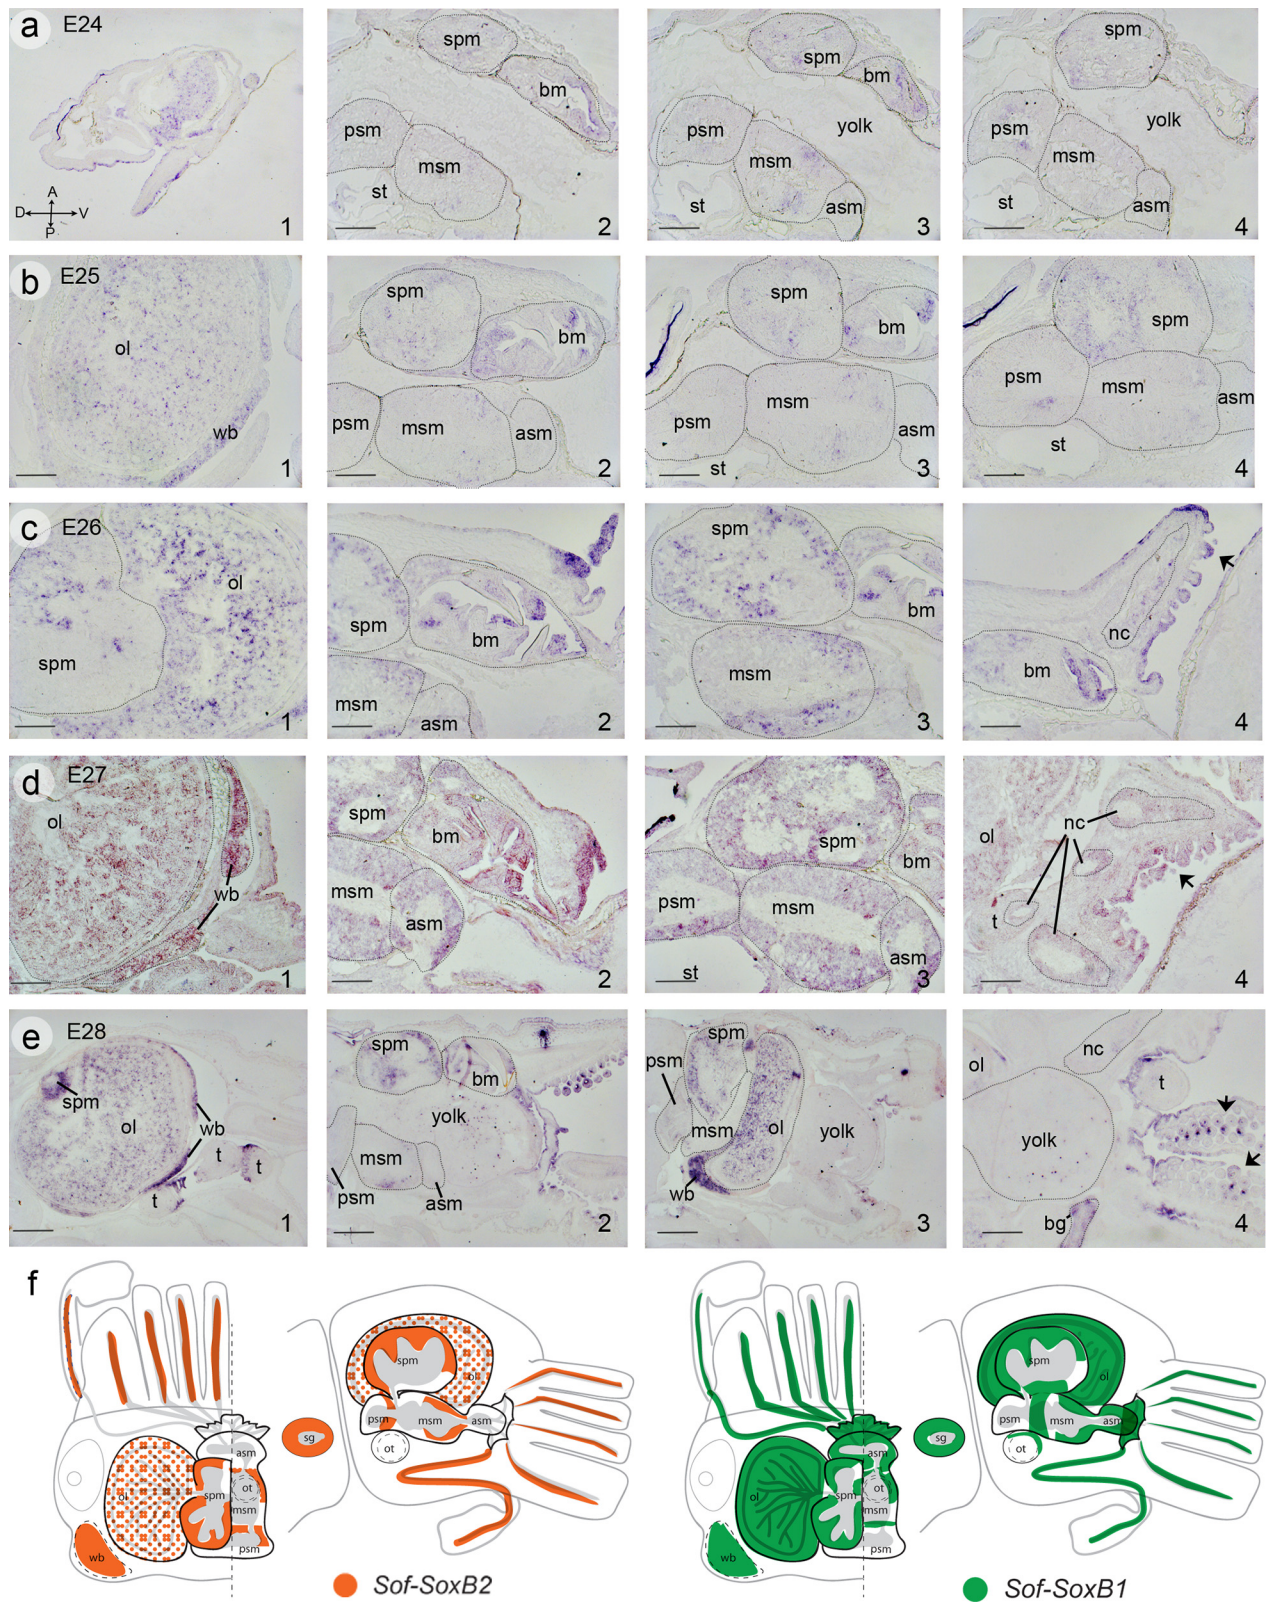 a E24
A
D V
P
1
spm
bm
psm
msm
st
2
spm
bm
psm
yolk
msm
st
asm
3
spm
psm
yolk
msm
st
asm
4
b E25
ol
wb
1
spm
bm
psm
msm
asm
2
spm
bm
msm
psm
asm
st
3
spm
psm
msm
asm
st
4
c E26
ol
spm
1
spm
bm
msm
asm
2
spm
bm
msm
3
nc
bm
4
d E27
ol
wb
1
spm
bm
msm
asm
2
spm
bm
psm
msm
asm
st
3
nc
ol
t
4
e E28
spm
ol
wb
t
t
t
1
spm
bm
yolk
msm
psm
asm
2
spm
psm
msm
ol
yolk
wb
3
nc
ol
t
yolk
bg
4
f
spm
ol
psm
msm
asm
sg
ot
asm
ol
spm
ot
msm
psm
wb
Sof-SoxB2
spm
ol
psm
msm
asm
sg
ot
asm
ol
spm
ot
msm
psm
wb
Sof-SoxB1